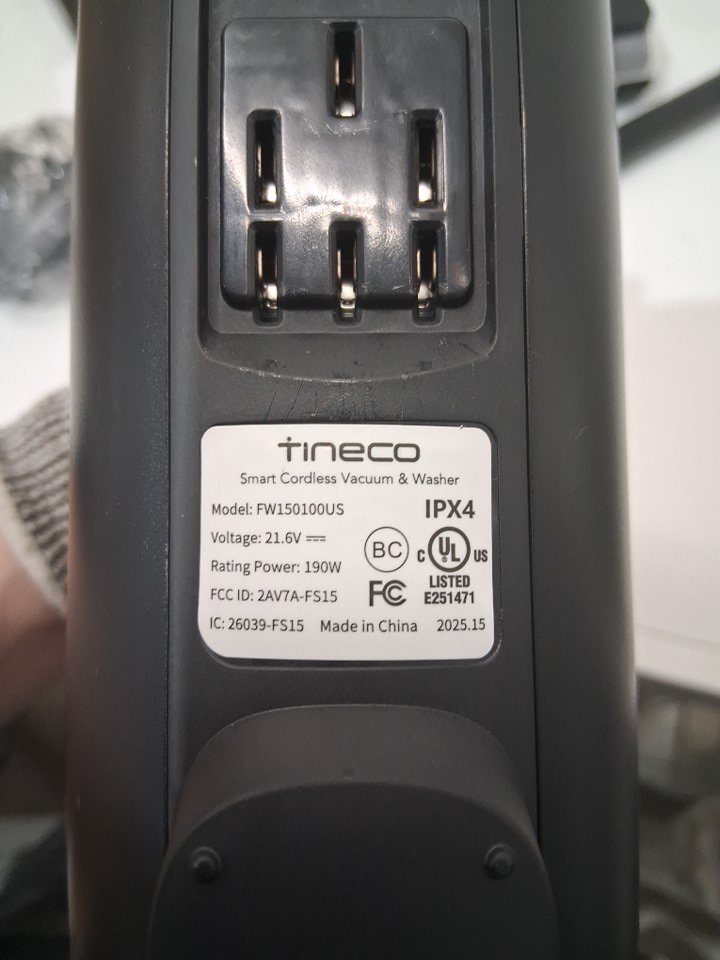 tineco
Smart Cordless Vacuum & Washer
Model: FW150100US
IPX4
Voltage: 21.6V ⎓
BC
C UL US
Rating Power: 190W
LISTED
FCC ID: 2AV7A-FS15
FC
E251471
IC: 26039-FS15 Made in China 2025.15